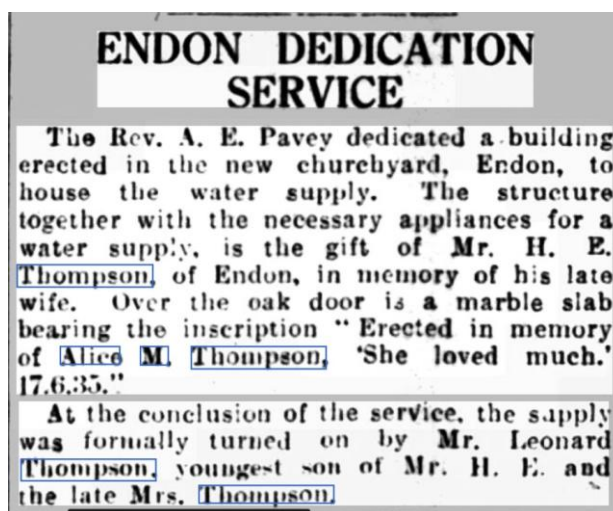 ENDON DEDICATION
SERVICE
The Rev. A. E. Pavey dedicated a building
erected in the new churchyard, Endon, to
house the water supply. The structure
together with the necessary appliances for a
water supply, is the gift of Mr. H. E.
Thompson, of Endon, in memory of his late
wife. Over the oak door is a marble slab
bearing the inscription "Erected in memory
of Alice M. Thompson, 'She loved much.'
17.6.35."
At the conclusion of the service, the supply
was formally turned on by Mr. Leonard
Thompson, youngest son of Mr. H. E. and
the late Mrs. Thompson.